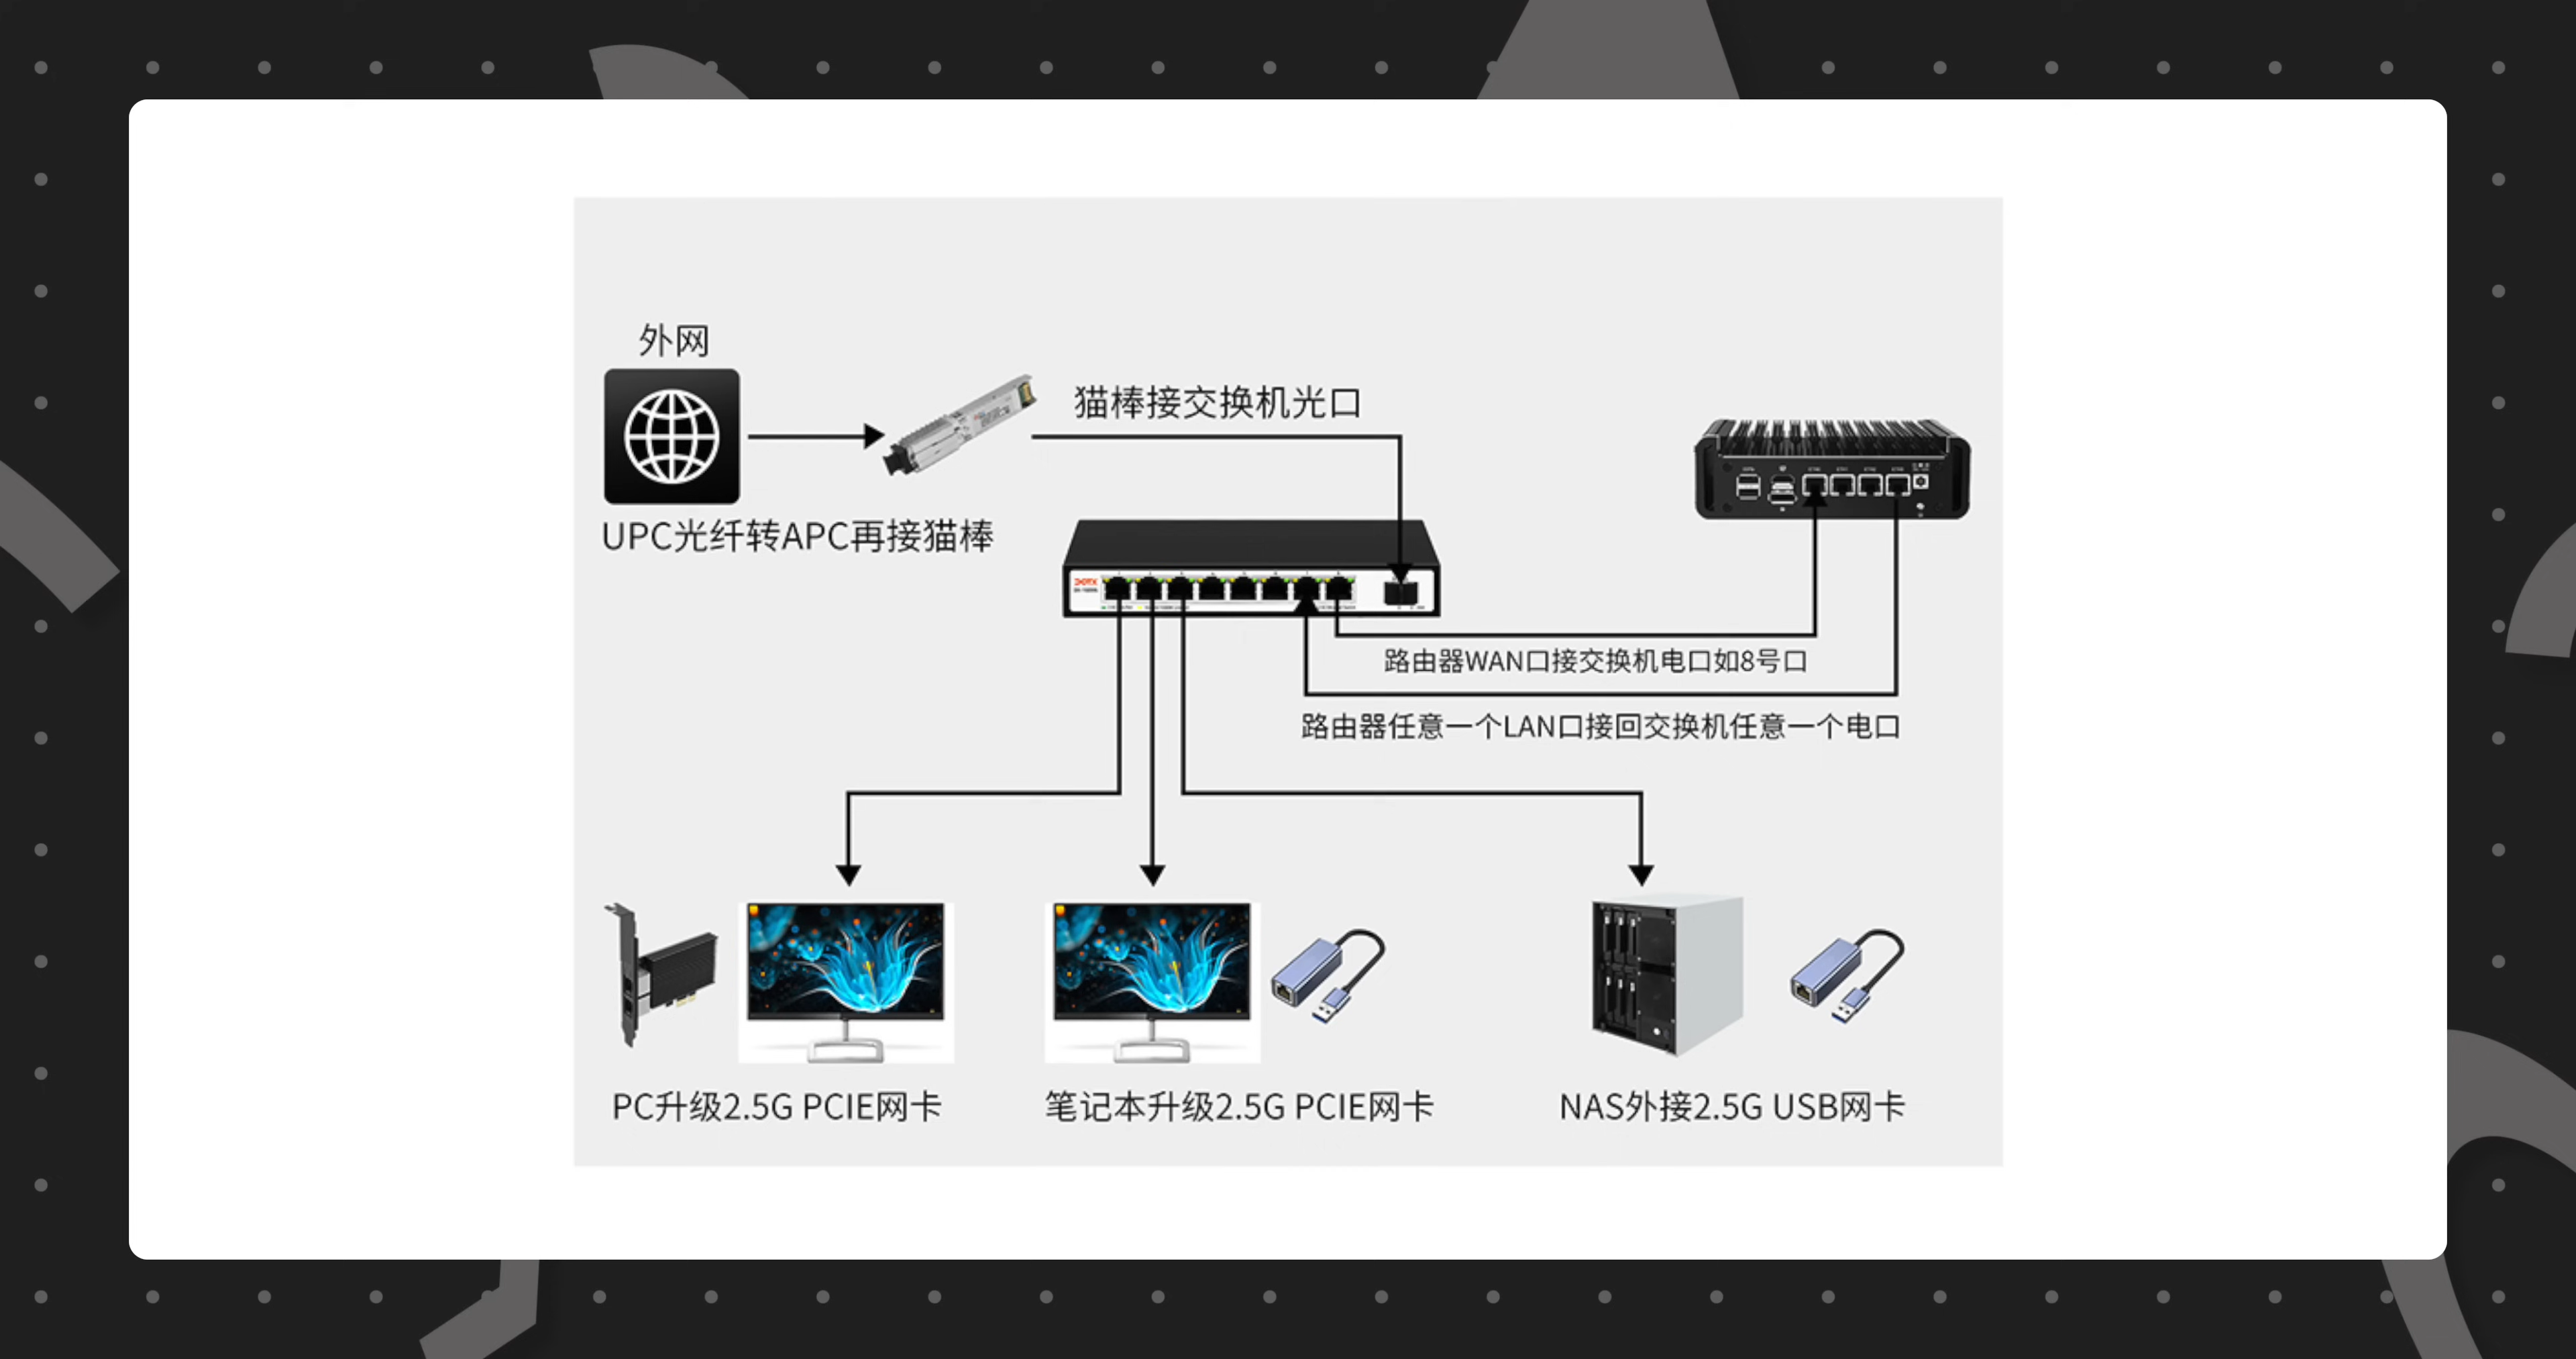 外网
猫棒接交换机光口
UPC光纤转APC再接猫棒
路由器WAN口接交换机电口如8号口
路由器任意一个LAN口接回交换机任意一个电口
PC升级2.5G PCIE网卡
笔记本升级2.5G PCIE网卡
NAS外接2.5G USB网卡